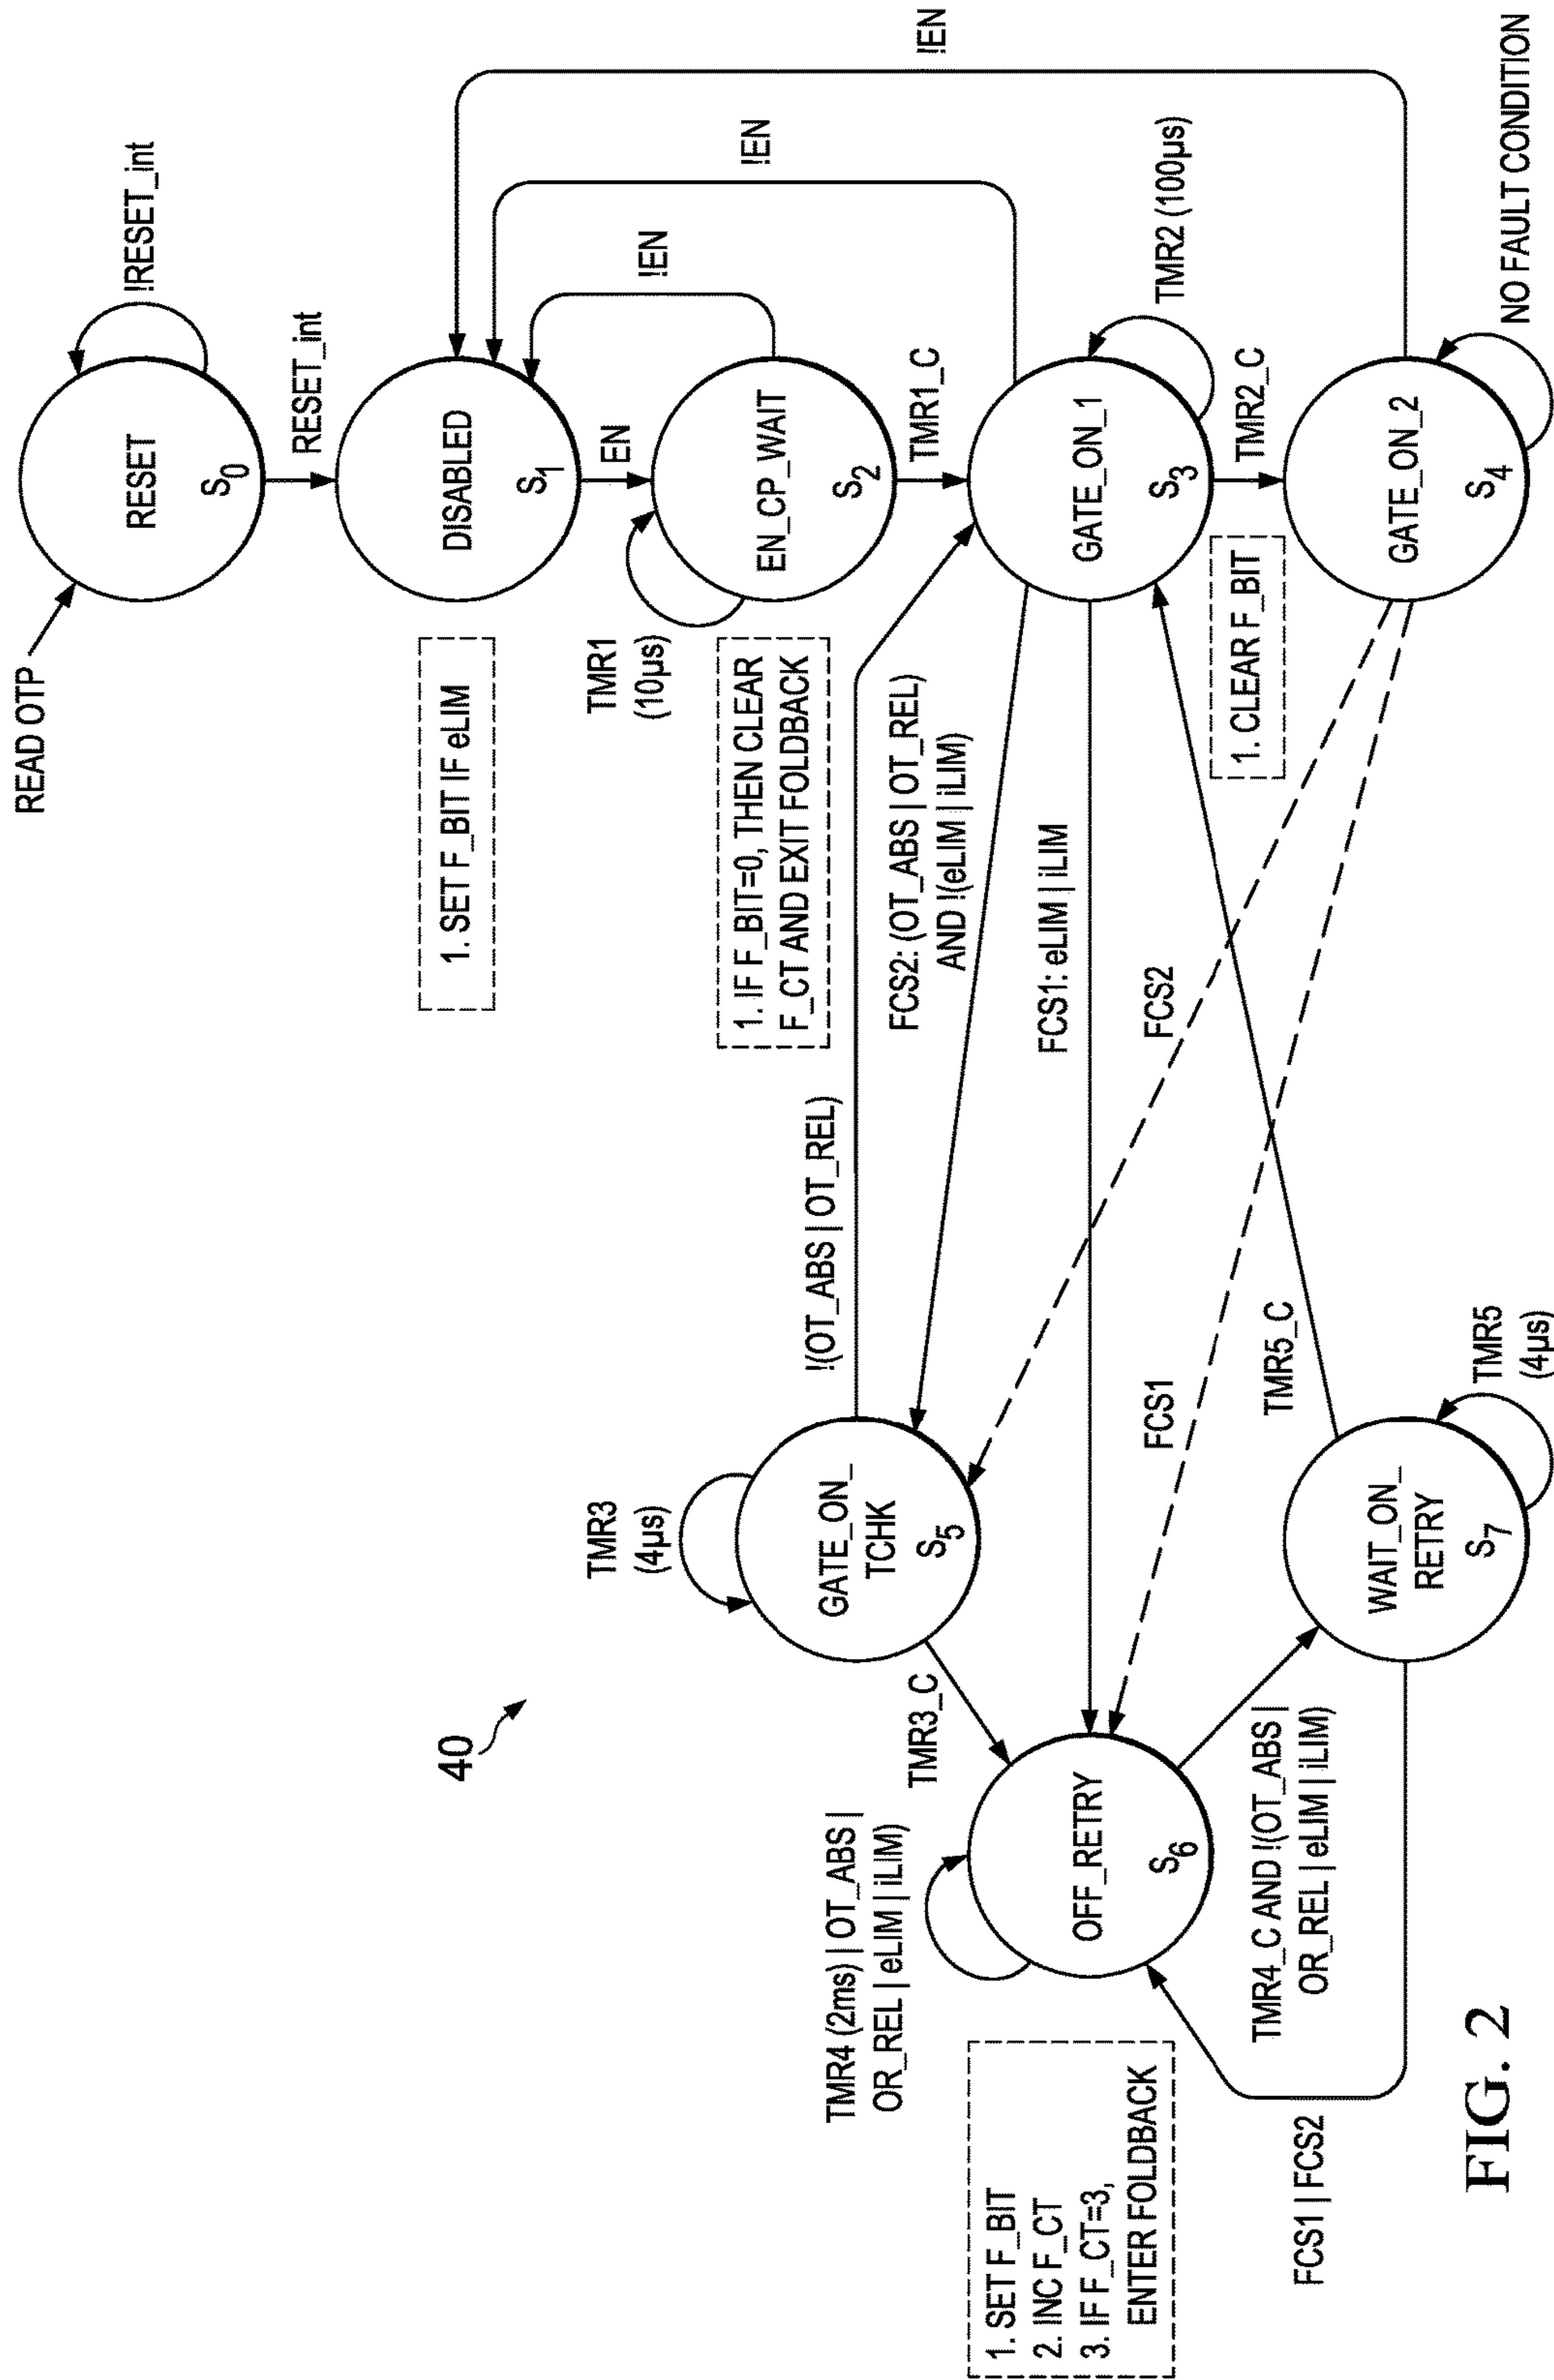 READ OTP
RESET
S0
!RESET_int
RESET_int
DISABLED
S1
1. SET F_BIT IF eLIM
EN
!EN
!EN
!EN
TMR1
(10µs)
EN_CP_WAIT
S2
1. IF F_BIT=0, THEN CLEAR
F_CT AND EXIT FOLDBACK
TMR1_C
GATE_ON_1
S3
TMR2 (100µs)
TMR2_C
1. CLEAR F_BIT
GATE_ON_2
S4
NO FAULT CONDITION
!(OT_ABS | OT_REL)
FCS2: (OT_ABS | OT_REL)
AND !(eLIM | iLIM)
FCS1: eLIM | iLIM
FCS2
FCS1
TMR5_C
40
TMR3
(4µs)
GATE_ON_
TCHK
S5
TMR3_C
TMR4 (2ms) | OT_ABS |
OR_REL | eLIM | iLIM)
OFF_RETRY
S6
1. SET F_BIT
2. INC F_CT
3. IF F_CT=3,
ENTER FOLDBACK
TMR4_C AND !(OT_ABS |
OR_REL | eLIM | iLIM)
WAIT_ON_
RETRY
S7
TMR5
(4µs)
FCS1 | FCS2
FIG. 2